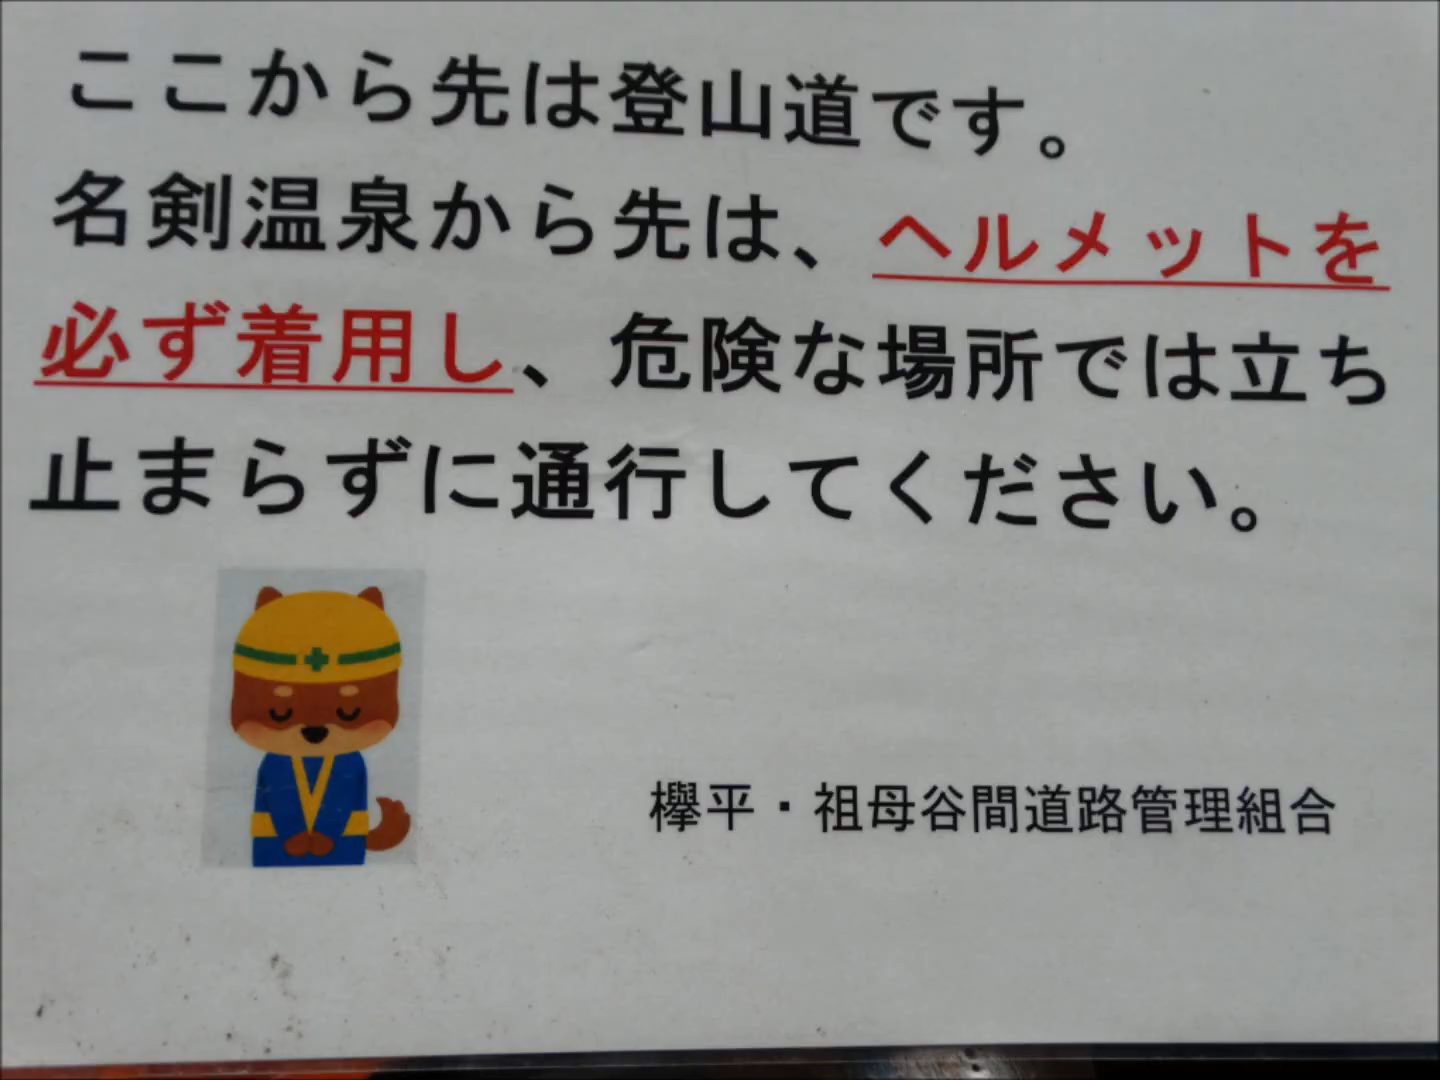 ここから先は登山道です。
名剣温泉から先は、ヘルメットを
必ず着用し、危険な場所では立ち
止まらずに通行してください。
欅平・祖母谷間道路管理組合